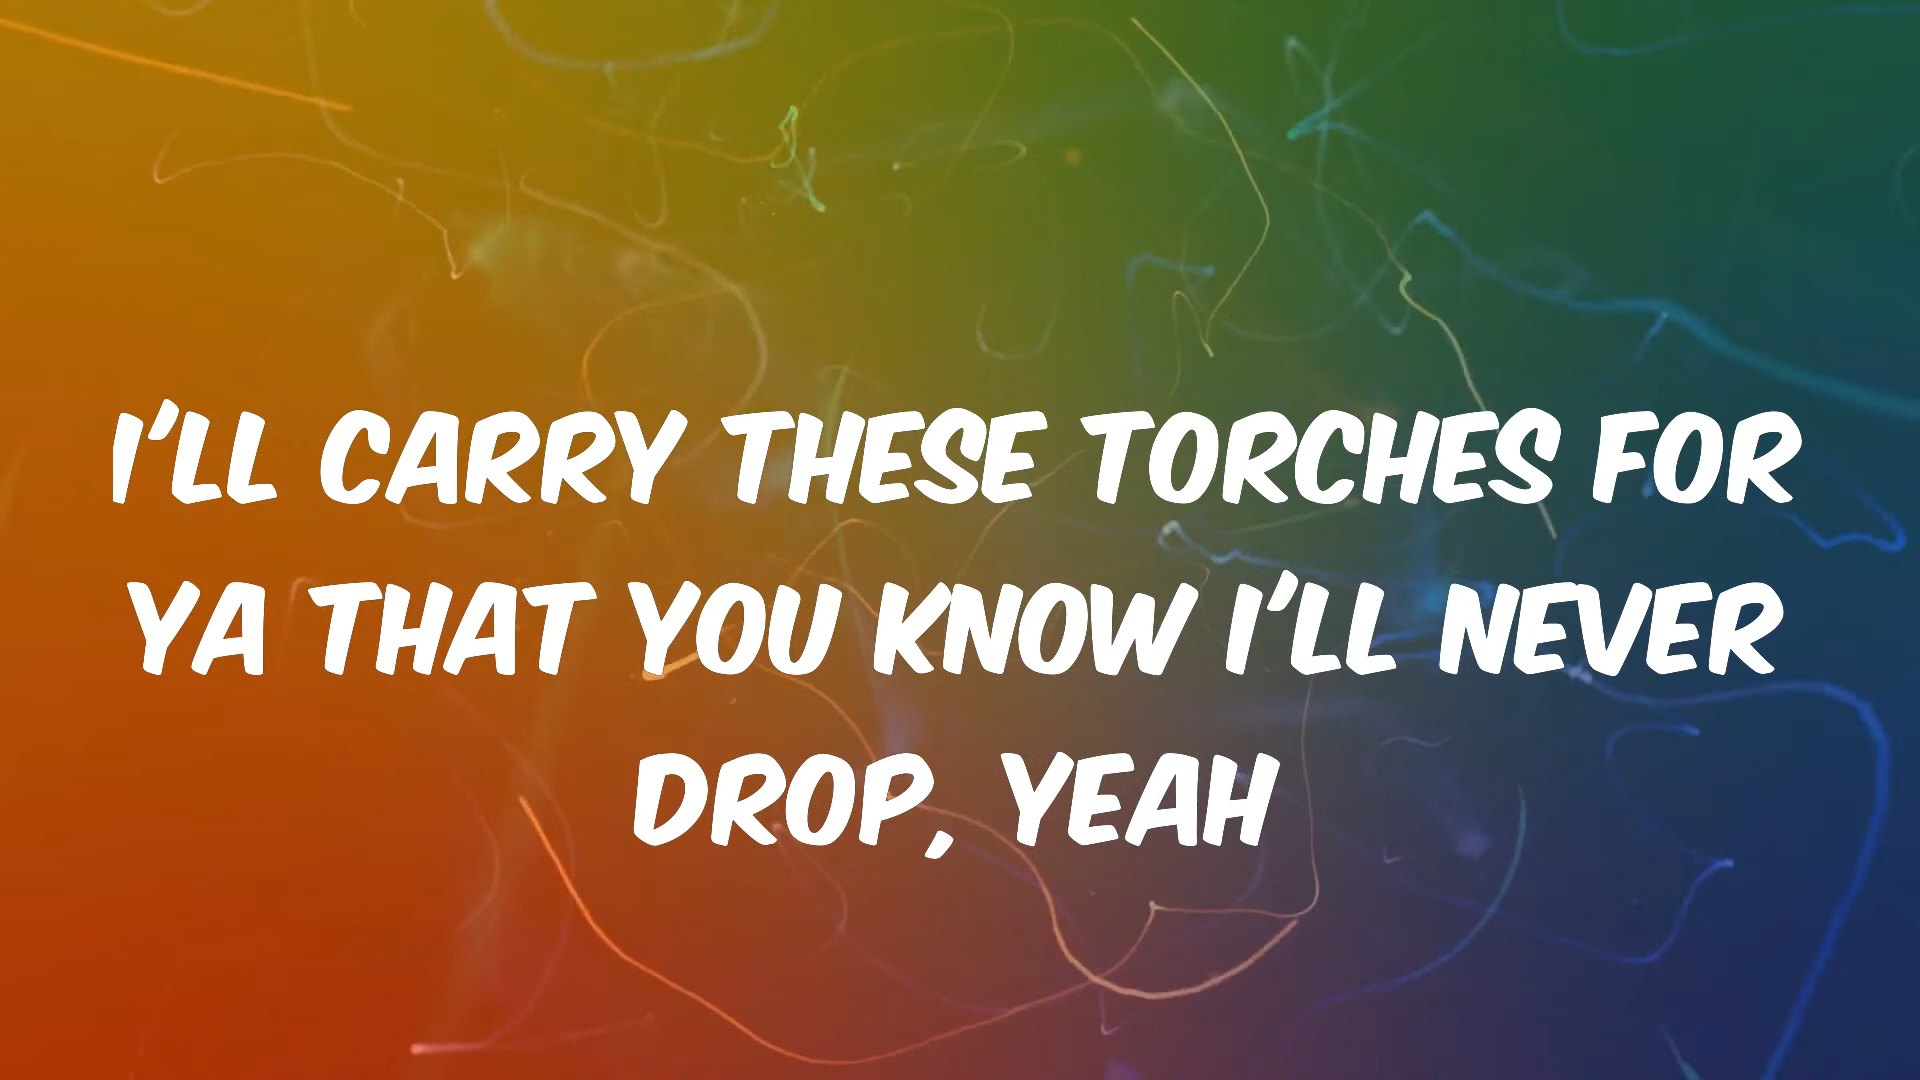 I'LL CARRY THESE TORCHES FOR
YA THAT YOU KNOW I'LL NEVER
DROP, YEAH